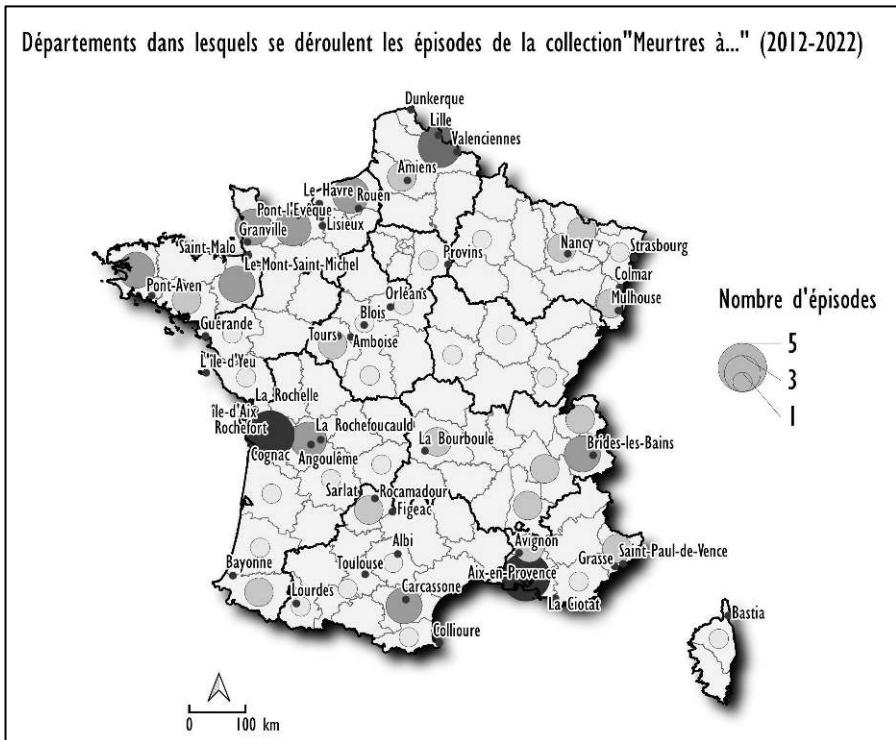 Départements dans lesquels se déroulent les épisodes de la collection"Meurtres à..." (2012-2022)
Dunkerque
Lille
Valenciennes
Amiens
Le Havre
Rouen
Pont-l'Evêque
Lisieux
Granville
Saint-Malo
Le-Mont-Saint-Michel
Provins
Nancy
Strasbourg
Colmar
Mulhouse
Pont-Aven
Orléans
Blois
Guérande
Tours
Amboise
L'île-d'Yeu
La Rochelle
île-d'Aix
Rochefort
La Rochefoucauld
Cognac
Angoulême
La Bourboule
Brides-les-Bains
Sarlat
Rocamadour
Figeac
Avignon
Grasse
Saint-Paul-de-Vence
Albi
Bayonne
Toulouse
Aix-en-Provence
Lourdes
Carcassone
La Ciotat
Collioure
Bastia
Nombre d'épisodes
5
3
1
0 100 km